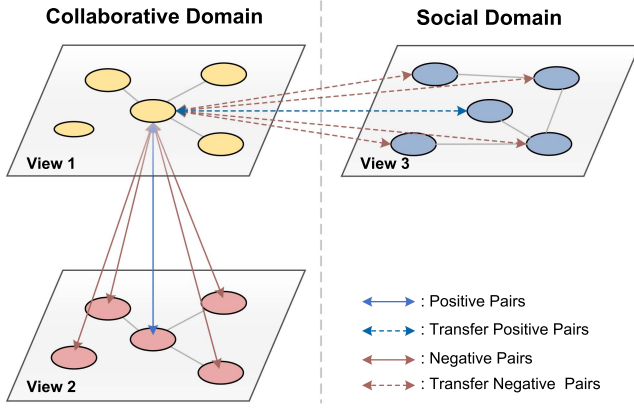 Collaborative Domain
Social Domain
View 1
View 3
View 2
: Positive Pairs
: Transfer Positive Pairs
: Negative Pairs
: Transfer Negative Pairs